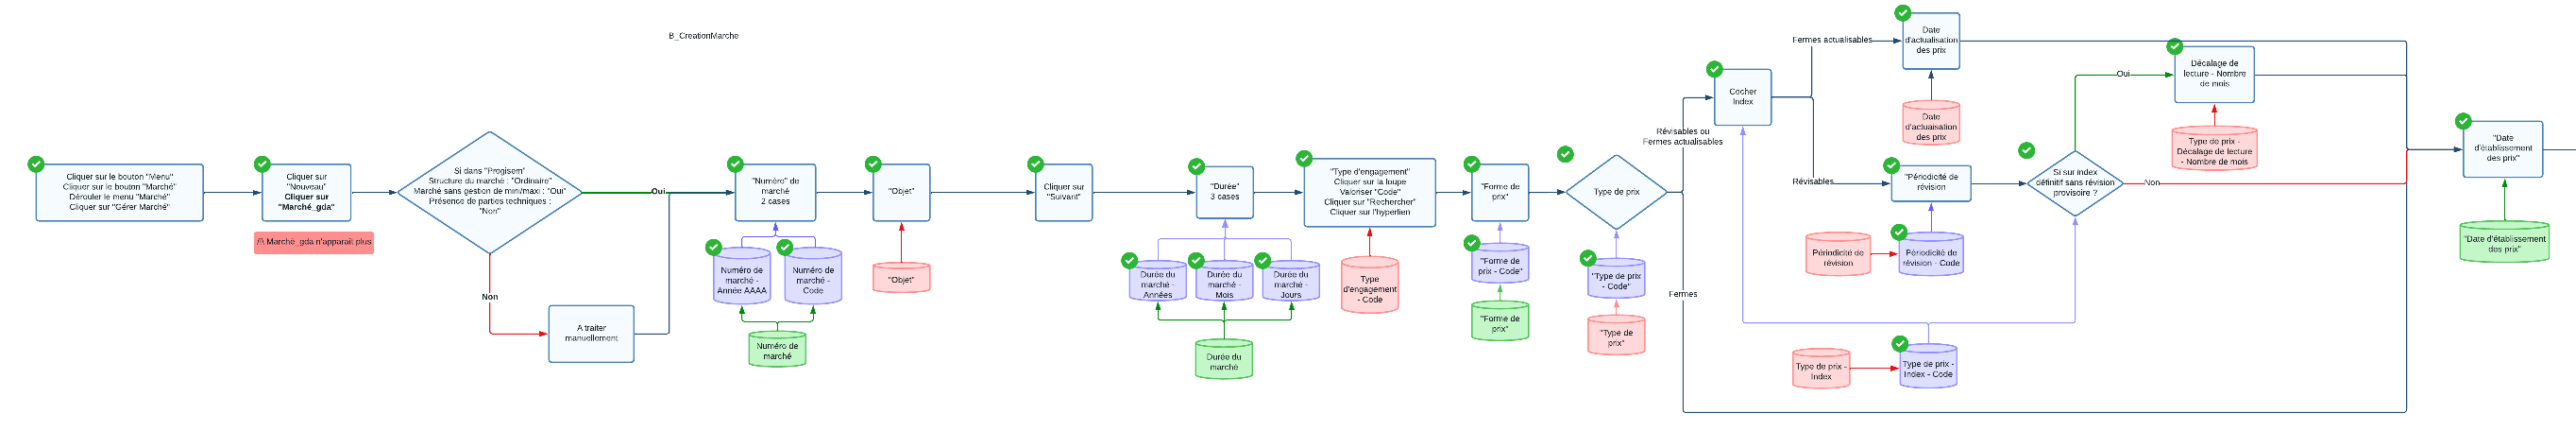 B_CreationMarche
Cliquer sur le bouton "Menu"
Cliquer sur le bouton "Marché"
Dérouler le menu "Marché"
Cliquer sur "Gérer Marché"
Cliquer sur
"Nouveau"
Cliquer sur
"Marché_gda"
/!\ Marché_gda n'apparait plus
Si dans "Progisem"
Structure du marché : "Ordinaire"
Marché sans gestion de mini/maxi : "Oui"
Présence de parties techniques :
"Non"
Oui
Non
A traiter
manuellement
"Numéro" de
marché
2 cases
Numéro de
marché -
Année AAAA
Numéro de
marché -
Code
Numéro de
marché
"Objet"
"Objet"
Cliquer sur
"Suivant"
"Durée"
3 cases
Durée du
marché -
Années
Durée du
marché -
Mois
Durée du
marché -
Jours
Durée du
marché
"Type d'engagement"
Cliquer sur la loupe
Valoriser "Code"
Cliquer sur "Rechercher"
Cliquer sur l'hyperlien
Type
d'engagement
- Code
"Forme de
prix"
"Forme de
prix - Code"
"Forme de
prix"
Type de prix
"Type de prix
- Code"
"Type de
prix"
Révisables ou
Fermes actualisables
Fermes
Cocher
Index
Fermes actualisables
Révisables
Date
d'actualisation
des prix
Date
d'actuaisation
des prix
"Périodicité de
révision
Périodicité de
révision
Périodicité de
révision - Code
Type de prix -
Index
Type de prix -
Index - Code
Si sur index
définitif sans révision
provisoire ?
Oui
Non
Décalage de
lecture - Nombre
de mois
Type de prix -
Décalage de lecture
- Nombre de mois
"Date
d'établissement
des prix"
"Date d'établissement
des prix"